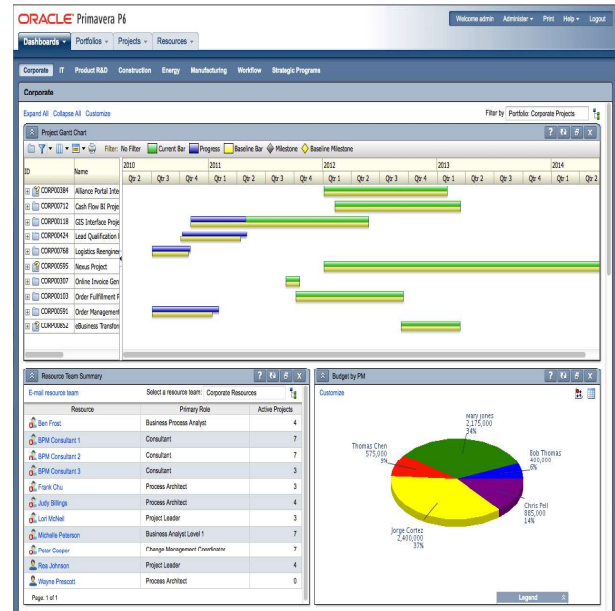 ORACLE Primavera P6
Welcome admin Administer Print Help Logout
Dashboards Portfolios Projects Resources
Corporate IT Product R&D Construction Energy Manufacturing Workflow Strategic Programs
Corporate
Expand All Collapse All Customize Filter by Portfolio: Corporate Projects
Project Gantt Chart
Filter: No Filter Current Bar Progress Baseline Bar Milestone Baseline Milestone
2010 2011 2012 2013 2014
ID Name Qtr 2 Qtr 3 Qtr 4 Qtr 1 Qtr 2 Qtr 3 Qtr 4 Qtr 1 Qtr 2 Qtr 3 Qtr 4 Qtr 1 Qtr 2 Qtr 3 Qtr 4 Qtr 1 Qtr 2
CORP00384 Alliance Portal Inte
CORP00712 Cash Flow BI Proje
CORP00118 GIS Interface Proje
CORP00424 Lead Qualification I
CORP00768 Logistics Reengineer
CORP00595 Nexus Project
CORP00307 Online Invoice Gen
CORP00103 Order Fulfillment P
CORP00591 Order Management
CORP00852 eBusiness Transforr
Resource Team Summary
E-mail resource team Select a resource team: Corporate Resources
Resource Primary Role Active Projects
Ben Frost Business Process Analyst 4
BPM Consultant 1 Consultant 7
BPM Consultant 2 Consultant 7
BPM Consultant 3 Consultant 3
Frank Chu Process Architect 3
Judy Billings Process Architect 4
Lori McNeil Project Leader 3
Michelle Peterson Business Analyst Level 1 7
Peter Cooper Change Management Coordinator 7
Rea Johnson Project Leader 4
Wayne Prescott Process Architect 0
Page: 1 of 1
Budget by PM
Customize
Mary Jones
2,175,000
34%
Thomas Chen
575,000
9%
Bob Thomas
400,000
6%
Chris Pell
885,000
14%
Jorge Cortez
2,400,000
37%
Legend